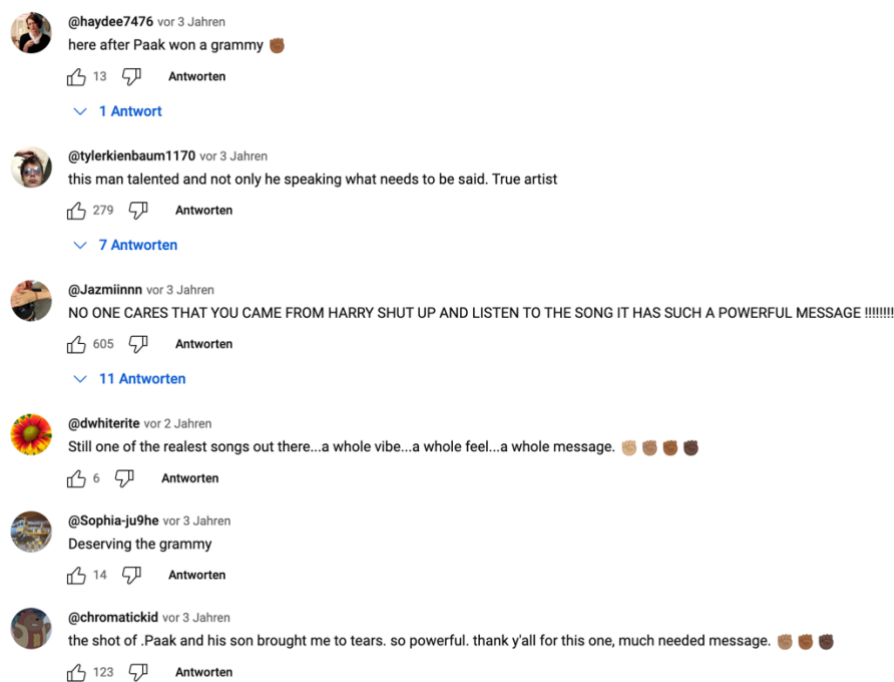 @haydee7476 vor 3 Jahren
here after Paak won a grammy ✊🏾
13 Antworten
1 Antwort
@tylerkienbaum1170 vor 3 Jahren
this man talented and not only he speaking what needs to be said. True artist
279 Antworten
7 Antworten
@Jazmiinnn vor 3 Jahren
NO ONE CARES THAT YOU CAME FROM HARRY SHUT UP AND LISTEN TO THE SONG IT HAS SUCH A POWERFUL MESSAGE !!!!!!!!
605 Antworten
11 Antworten
@dwhiterite vor 2 Jahren
Still one of the realest songs out there...a whole vibe...a whole feel...a whole message. ✊🏼✊🏽✊🏾✊🏿
6 Antworten
@Sophia-ju9he vor 3 Jahren
Deserving the grammy
14 Antworten
@chromatickid vor 3 Jahren
the shot of .Paak and his son brought me to tears. so powerful. thank y'all for this one, much needed message. ✊🏽✊🏾✊🏿
123 Antworten